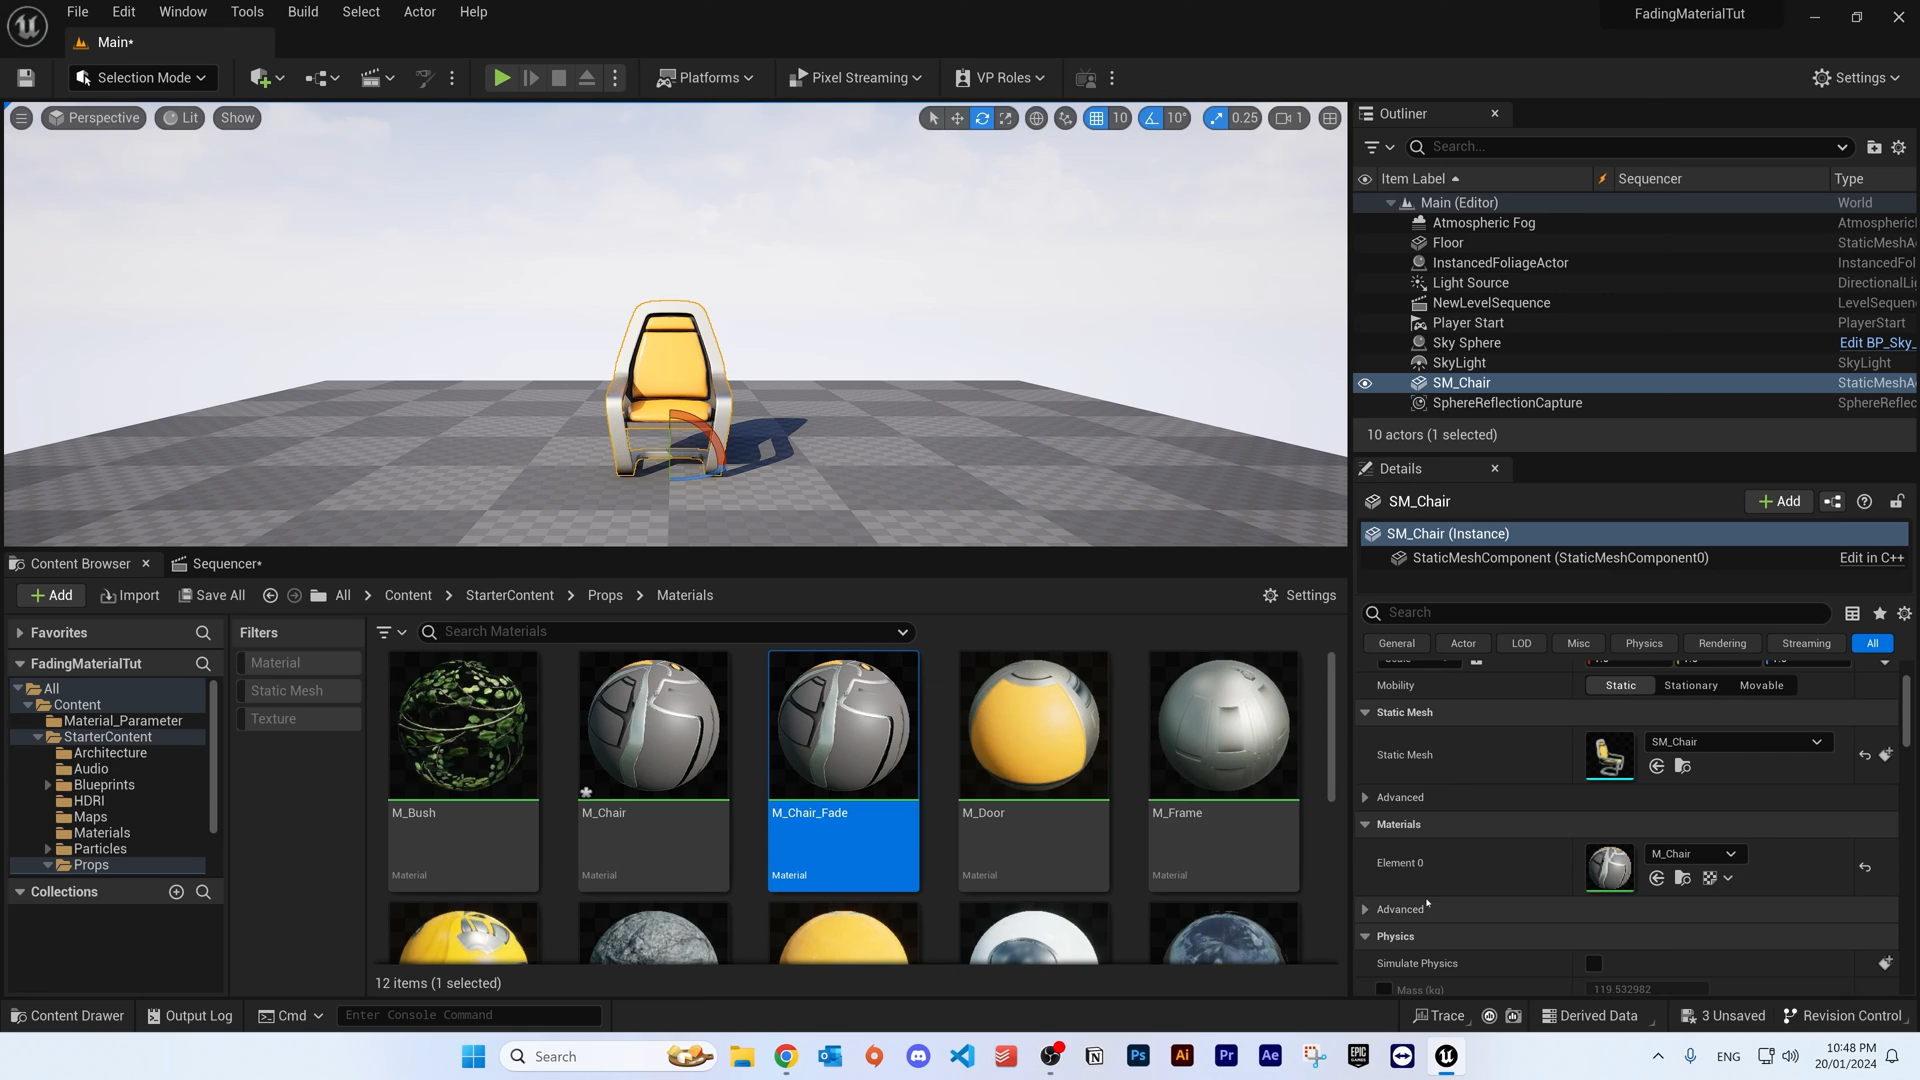 File Edit Window Tools Build Select Actor Help
FadingMaterialTut
Main*
Selection Mode
Platforms
Pixel Streaming
VP Roles
Settings
Perspective Lit Show
10 10° 0.25 1
Outliner
Search...
Item Label Sequencer Type
Main (Editor) World
Atmospheric Fog Atmospheric
Floor StaticMeshA
InstancedFoliageActor InstancedFol
Light Source DirectionalLi
NewLevelSequence LevelSequen
Player Start PlayerStart
Sky Sphere Edit BP_Sky_
SkyLight SkyLight
SM_Chair StaticMeshA
SphereReflectionCapture SphereReflec
10 actors (1 selected)
Details
SM_Chair
Add
SM_Chair (Instance)
StaticMeshComponent (StaticMeshComponent0) Edit in C++
Search
General Actor LOD Misc Physics Rendering Streaming All
Mobility Static Stationary Movable
Static Mesh
Static Mesh SM_Chair
Advanced
Materials
Element 0 M_Chair
Advanced
Physics
Simulate Physics
Mass (kg) 119.532982
Content Browser Sequencer*
Add Import Save All All Content StarterContent Props Materials Settings
Favorites
FadingMaterialTut
All
Content
Material_Parameter
StarterContent
Architecture
Audio
Blueprints
HDRI
Maps
Materials
Particles
Props
Collections
Filters
Material
Static Mesh
Texture
Search Materials
M_Bush M_Chair M_Chair_Fade M_Door M_Frame
Material Material Material Material Material
12 items (1 selected)
Content Drawer Output Log Cmd Enter Console Command
Trace Derived Data 3 Unsaved Revision Control
Search
Ps Ai Pr Ae
EPIC GAMES
ENG
10:48 PM
20/01/2024